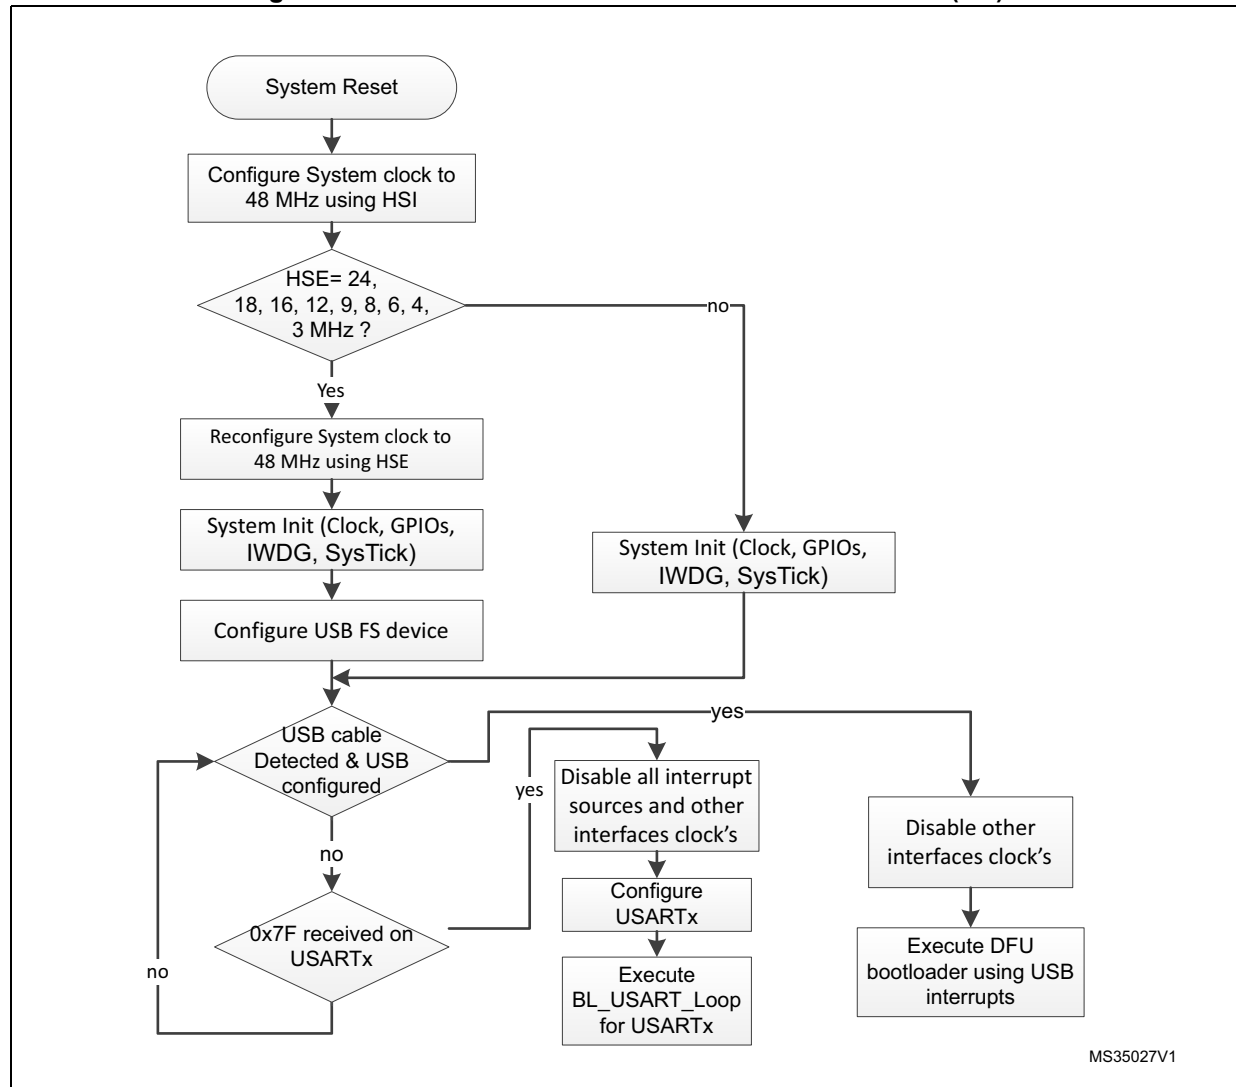 System Reset
Configure System clock to
48 MHz using HSI
HSE= 24,
18, 16, 12, 9, 8, 6, 4,
3 MHz ?
no
Yes
Reconfigure System clock to
48 MHz using HSE
System Init (Clock, GPIOs,
IWDG, SysTick)
System Init (Clock, GPIOs,
IWDG, SysTick)
Configure USB FS device
yes
USB cable
Detected & USB
configured
yes
Disable all interrupt
sources and other
interfaces clock’s
Disable other
interfaces clock’s
no
Configure
USARTx
0x7F received on
USARTx
no
Execute
BL_USART_Loop
for USARTx
Execute DFU
bootloader using USB
interrupts
MS35027V1